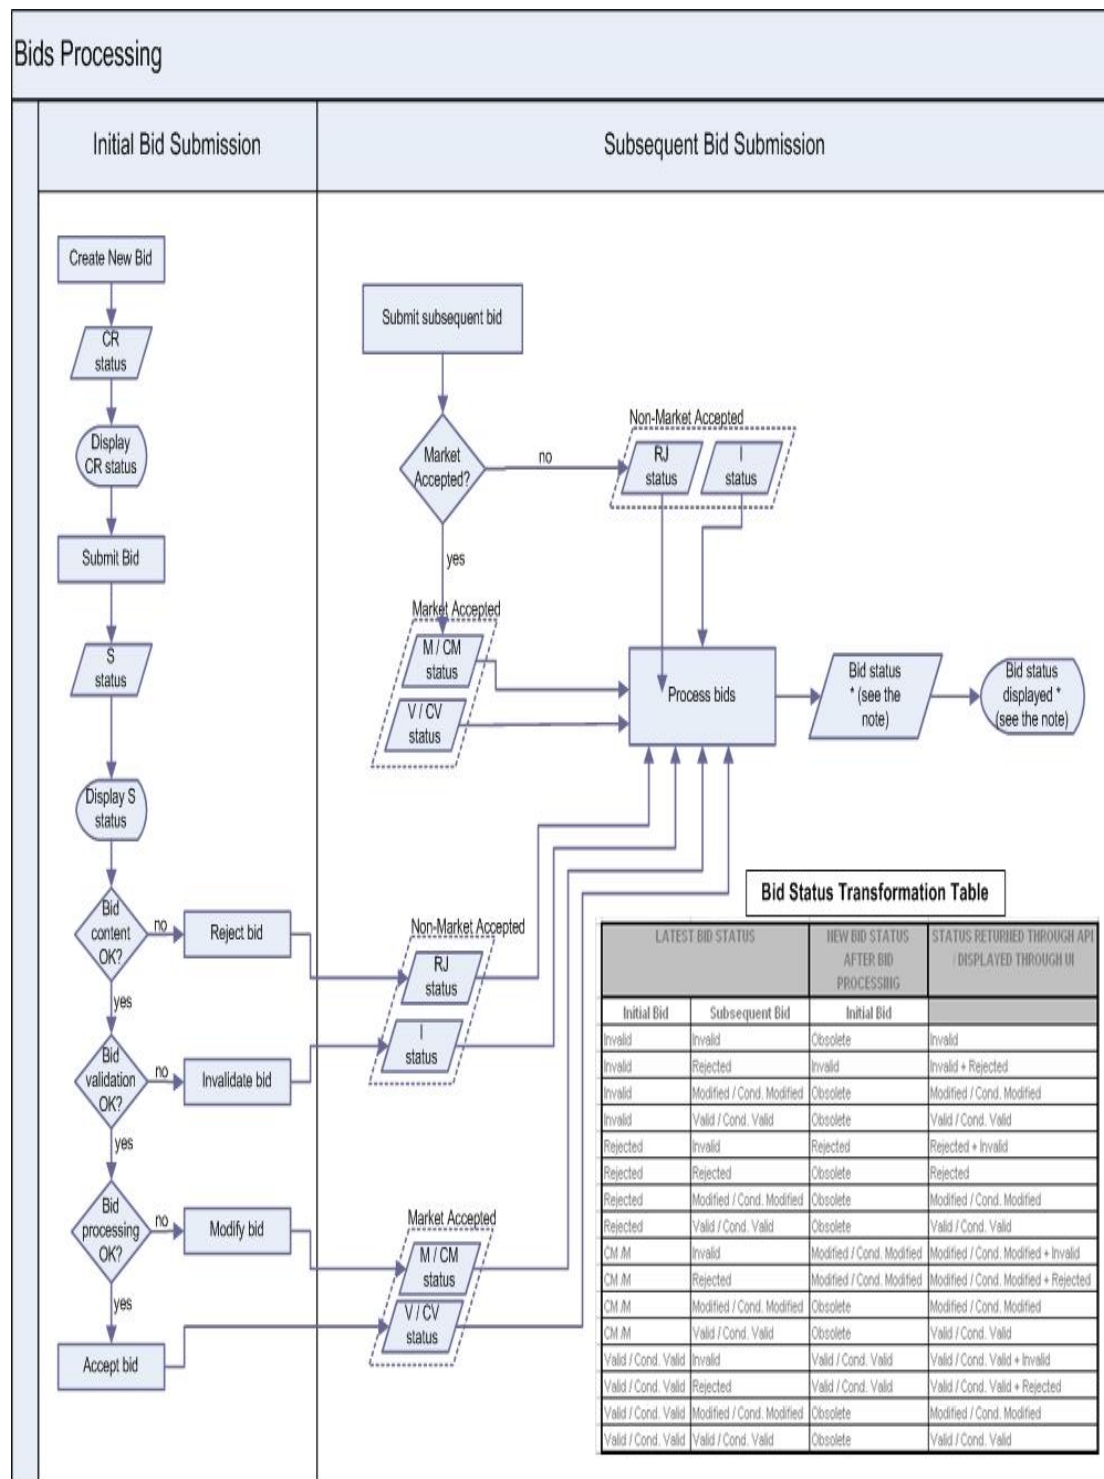 Bids Processing
Initial Bid Submission
Subsequent Bid Submission
Create New Bid
CR
status
Display
CR status
Submit Bid
S
status
Display S
status
Bid
content
OK?
no
Reject bid
yes
Bid
validation
OK?
no
Invalidate bid
yes
Bid
processing
OK?
no
Modify bid
yes
Accept bid
Submit subsequent bid
Market
Accepted?
no
yes
Non-Market Accepted
RJ
status
I
status
Market Accepted
M / CM
status
V / CV
status
Process bids
Bid status
* (see the
note)
Bid status
displayed *
(see the note)
Non-Market Accepted
RJ
status
I
status
Market Accepted
M / CM
status
V / CV
status
Bid Status Transformation Table
LATEST BID STATUS
NEW BID STATUS
AFTER BID
PROCESSING
STATUS RETURNED THROUGH API
/ DISPLAYED THROUGH UI
Initial Bid Subsequent Bid Initial Bid
Invalid Invalid Obsolete Invalid
Invalid Rejected Invalid Invalid + Rejected
Invalid Modified / Cond. Modified Obsolete Modified / Cond. Modified
Invalid Valid / Cond. Valid Obsolete Valid / Cond. Valid
Rejected Invalid Rejected Rejected + Invalid
Rejected Rejected Obsolete Rejected
Rejected Modified / Cond. Modified Obsolete Modified / Cond. Modified
Rejected Valid / Cond. Valid Obsolete Valid / Cond. Valid
CM /M Invalid Modified / Cond. Modified Modified / Cond. Modified + Invalid
CM /M Rejected Modified / Cond. Modified Modified / Cond. Modified + Rejected
CM /M Modified / Cond. Modified Obsolete Modified / Cond. Modified
CM /M Valid / Cond. Valid Obsolete Valid / Cond. Valid
Valid / Cond. Valid Invalid Valid / Cond. Valid Valid / Cond. Valid + Invalid
Valid / Cond. Valid Rejected Valid / Cond. Valid Valid / Cond. Valid + Rejected
Valid / Cond. Valid Modified / Cond. Modified Obsolete Modified / Cond. Modified
Valid / Cond. Valid Valid / Cond. Valid Obsolete Valid / Cond. Valid